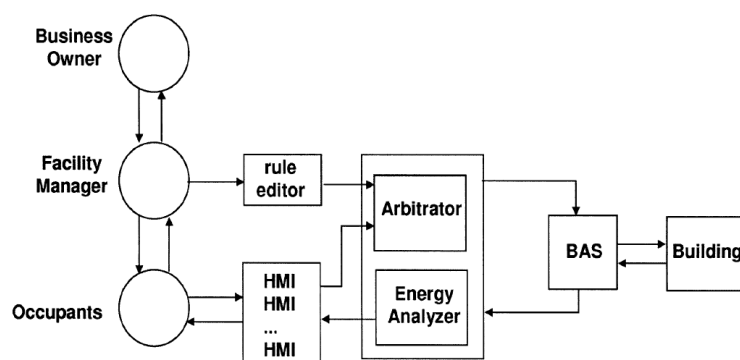 Business
Owner
Facility
Manager
rule
editor
Arbitrator
BAS
Building
Occupants
HMI
HMI
...
HMI
Energy
Analyzer